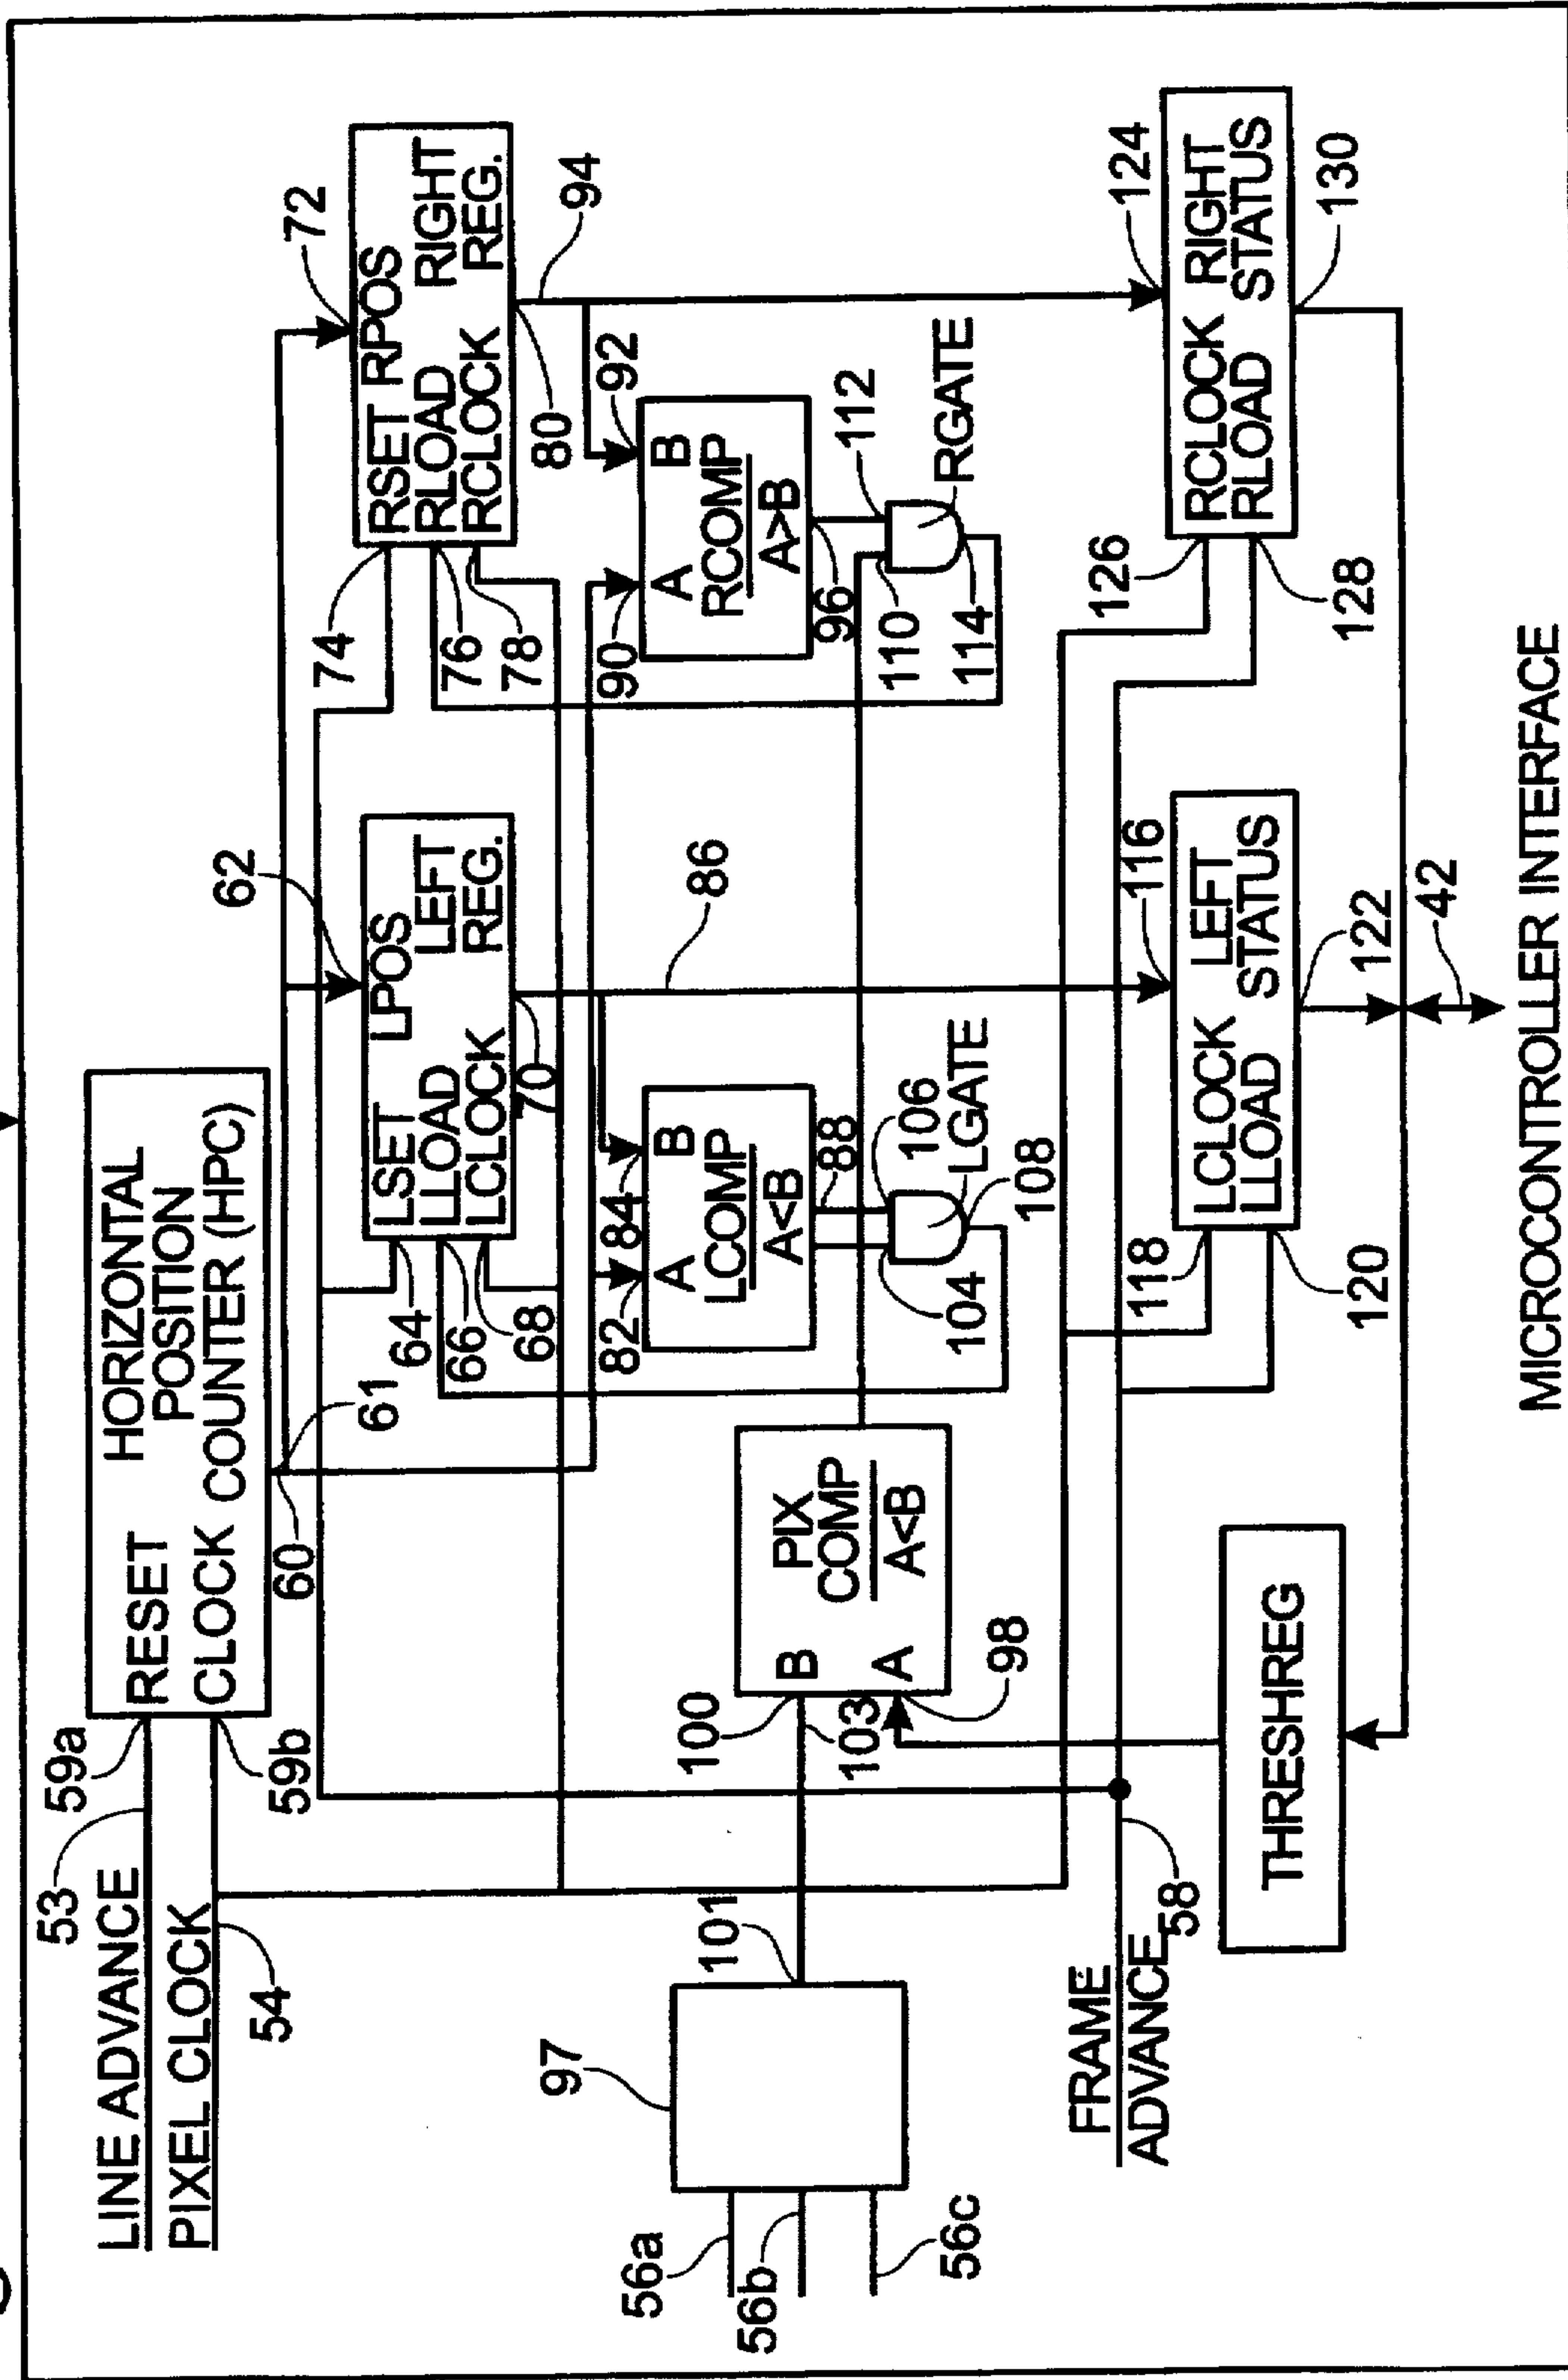 LINE ADVANCE
PIXEL CLOCK
53
54
59a
59b
RESET
CLOCK
HORIZONTAL
POSITION
COUNTER (HPC)
60
61
62
LSET LPOS
LLOAD LEFT
LCLOCK REG.
64
66
68
70
72
RSET RPOS
RLOAD RIGHT
RCLOCK REG.
74
76
78
80
82
84
A B
LCOMP
A<B
86
88
90
92
A B
RCOMP
A>B
94
96
97
56a
56b
56c
101
100
103
98
B
A
PIX
COMP
A<B
104
106
LGATE
108
110
112
RGATE
114
FRAME
ADVANCE
58
THRESHREG
116
118
120
LCLOCK LEFT
LLOAD STATUS
122
124
126
128
RCLOCK RIGHT
RLOAD STATUS
130
42
MICROCONTROLLER INTERFACE